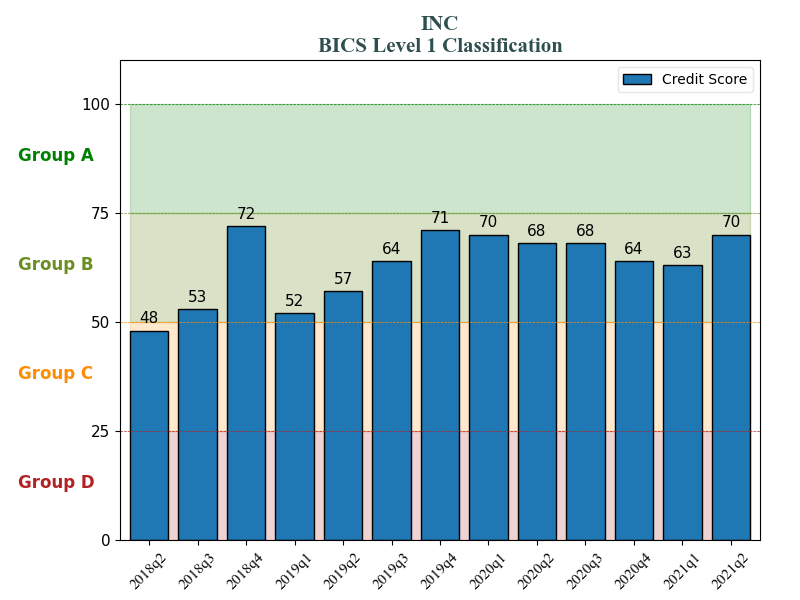 INC
BICS Level 1 Classification
Credit Score
100
Group A
75
72
71
70
68
68
70
64
64
63
Group B
57
53
52
50
48
Group C
25
Group D
0
2018q2 2018q3 2018q4 2019q1 2019q2 2019q3 2019q4 2020q1 2020q2 2020q3 2020q4 2021q1 2021q2